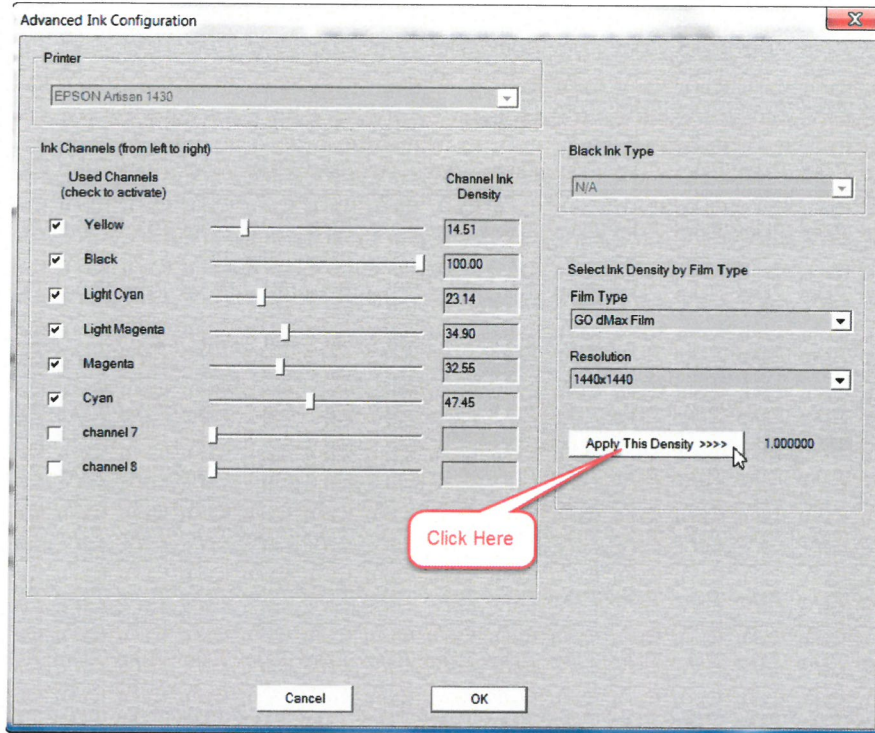 Advanced Ink Configuration
X
Printer
EPSON Artisan 1430
Ink Channels (from left to right)
Used Channels
(check to activate)
Channel Ink
Density
Yellow
14.51
Black
100.00
Light Cyan
23.14
Light Magenta
34.90
Magenta
32.55
Cyan
47.45
channel 7
channel 8
Black Ink Type
N/A
Select Ink Density by Film Type
Film Type
GO dMax Film
Resolution
1440x1440
Apply This Density >>>>
1.000000
Click Here
Cancel
OK